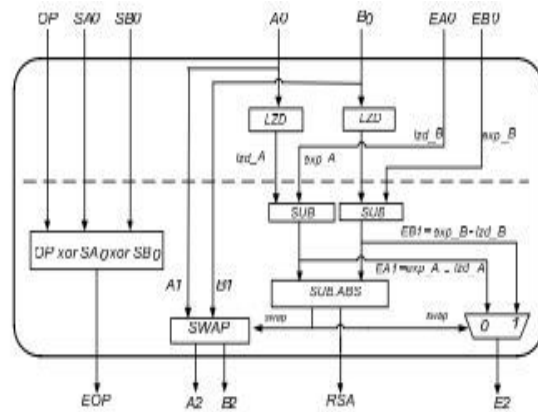 OP SA0 SB0 A0 B0 EA0 EB0
LZD LZD
lzd_A exp_A lzd_B exp_B
SUB SUB
OP xor SA0 xor SB0
EB1=exp_B-lzd_B
A1 B1 EA1=exp_A-lzd_A
SUB.ABS
SWAP swap swap 0 1
EOP A2 B2 RSA E2